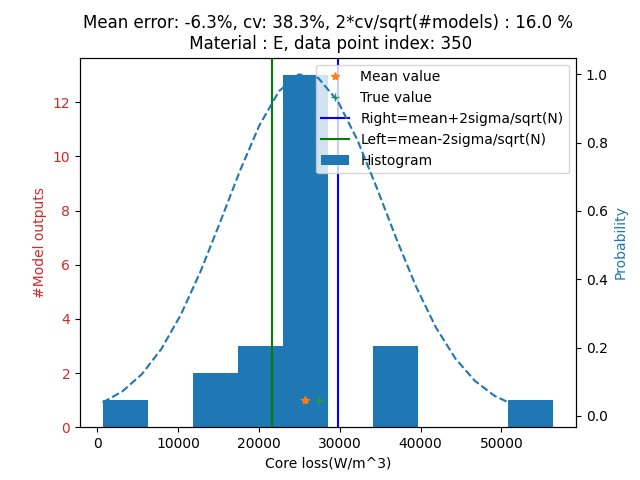 Mean error: -6.3%, cv: 38.3%, 2*cv/sqrt(#models) : 16.0 %
Material : E, data point index: 350
Mean value
True value
Right=mean+2sigma/sqrt(N)
Left=mean-2sigma/sqrt(N)
Histogram
#Model outputs
12
10
8
6
4
2
0
1.0
0.8
0.6
0.4
0.2
0.0
Probability
0
10000
20000
30000
40000
50000
Core loss(W/m^3)